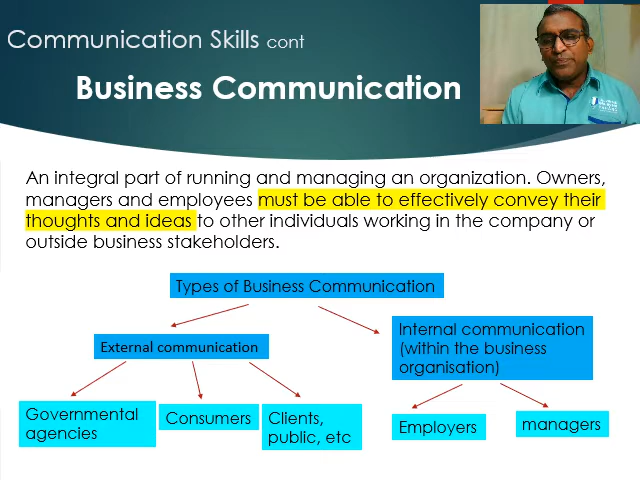 Communication Skills cont
Business Communication
An integral part of running and managing an organization. Owners,
managers and employees must be able to effectively convey their
thoughts and ideas to other individuals working in the company or
outside business stakeholders.
Types of Business Communication
External communication
Internal communication
(within the business
organisation)
Governmental
agencies
Consumers
Clients,
public, etc
Employers
managers